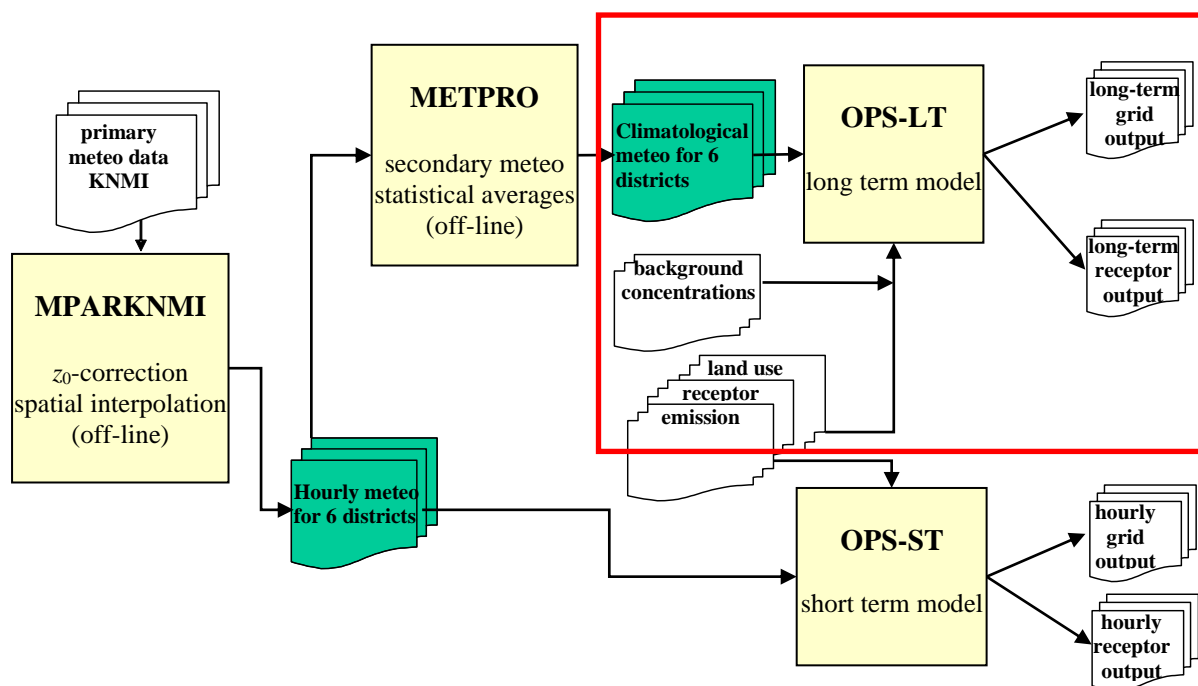 primary
meteo data
KNMI
MPARKNMI
z0-correction
spatial interpolation
(off-line)
METPRO
secondary meteo
statistical averages
(off-line)
Hourly meteo
for 6 districts
Climatological
meteo for 6
districts
OPS-LT
long term model
background
concentrations
land use
receptor
emission
long-term
grid
output
long-term
receptor
output
OPS-ST
short term model
hourly
grid
output
hourly
receptor
output